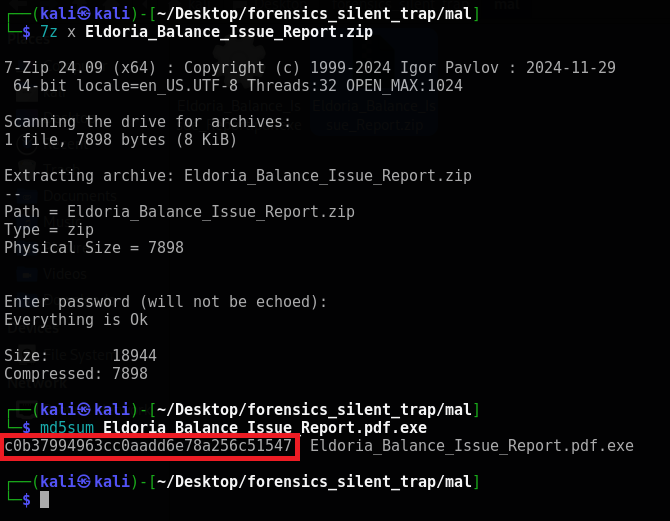 ┌──(kali㉿kali)-[~/Desktop/forensics_silent_trap/mal]
└─$ 7z x Eldoria_Balance_Issue_Report.zip
7-Zip 24.09 (x64) : Copyright (c) 1999-2024 Igor Pavlov : 2024-11-29
 64-bit locale=en_US.UTF-8 Threads:32 OPEN_MAX:1024
Scanning the drive for archives:
1 file, 7898 bytes (8 KiB)
Extracting archive: Eldoria_Balance_Issue_Report.zip
--
Path = Eldoria_Balance_Issue_Report.zip
Type = zip
Physical Size = 7898
Enter password (will not be echoed):
Everything is Ok
Size:       18944
Compressed: 7898
┌──(kali㉿kali)-[~/Desktop/forensics_silent_trap/mal]
└─$ md5sum Eldoria_Balance_Issue_Report.pdf.exe
c0b37994963cc0aadd6e78a256c51547  Eldoria_Balance_Issue_Report.pdf.exe
┌──(kali㉿kali)-[~/Desktop/forensics_silent_trap/mal]
└─$